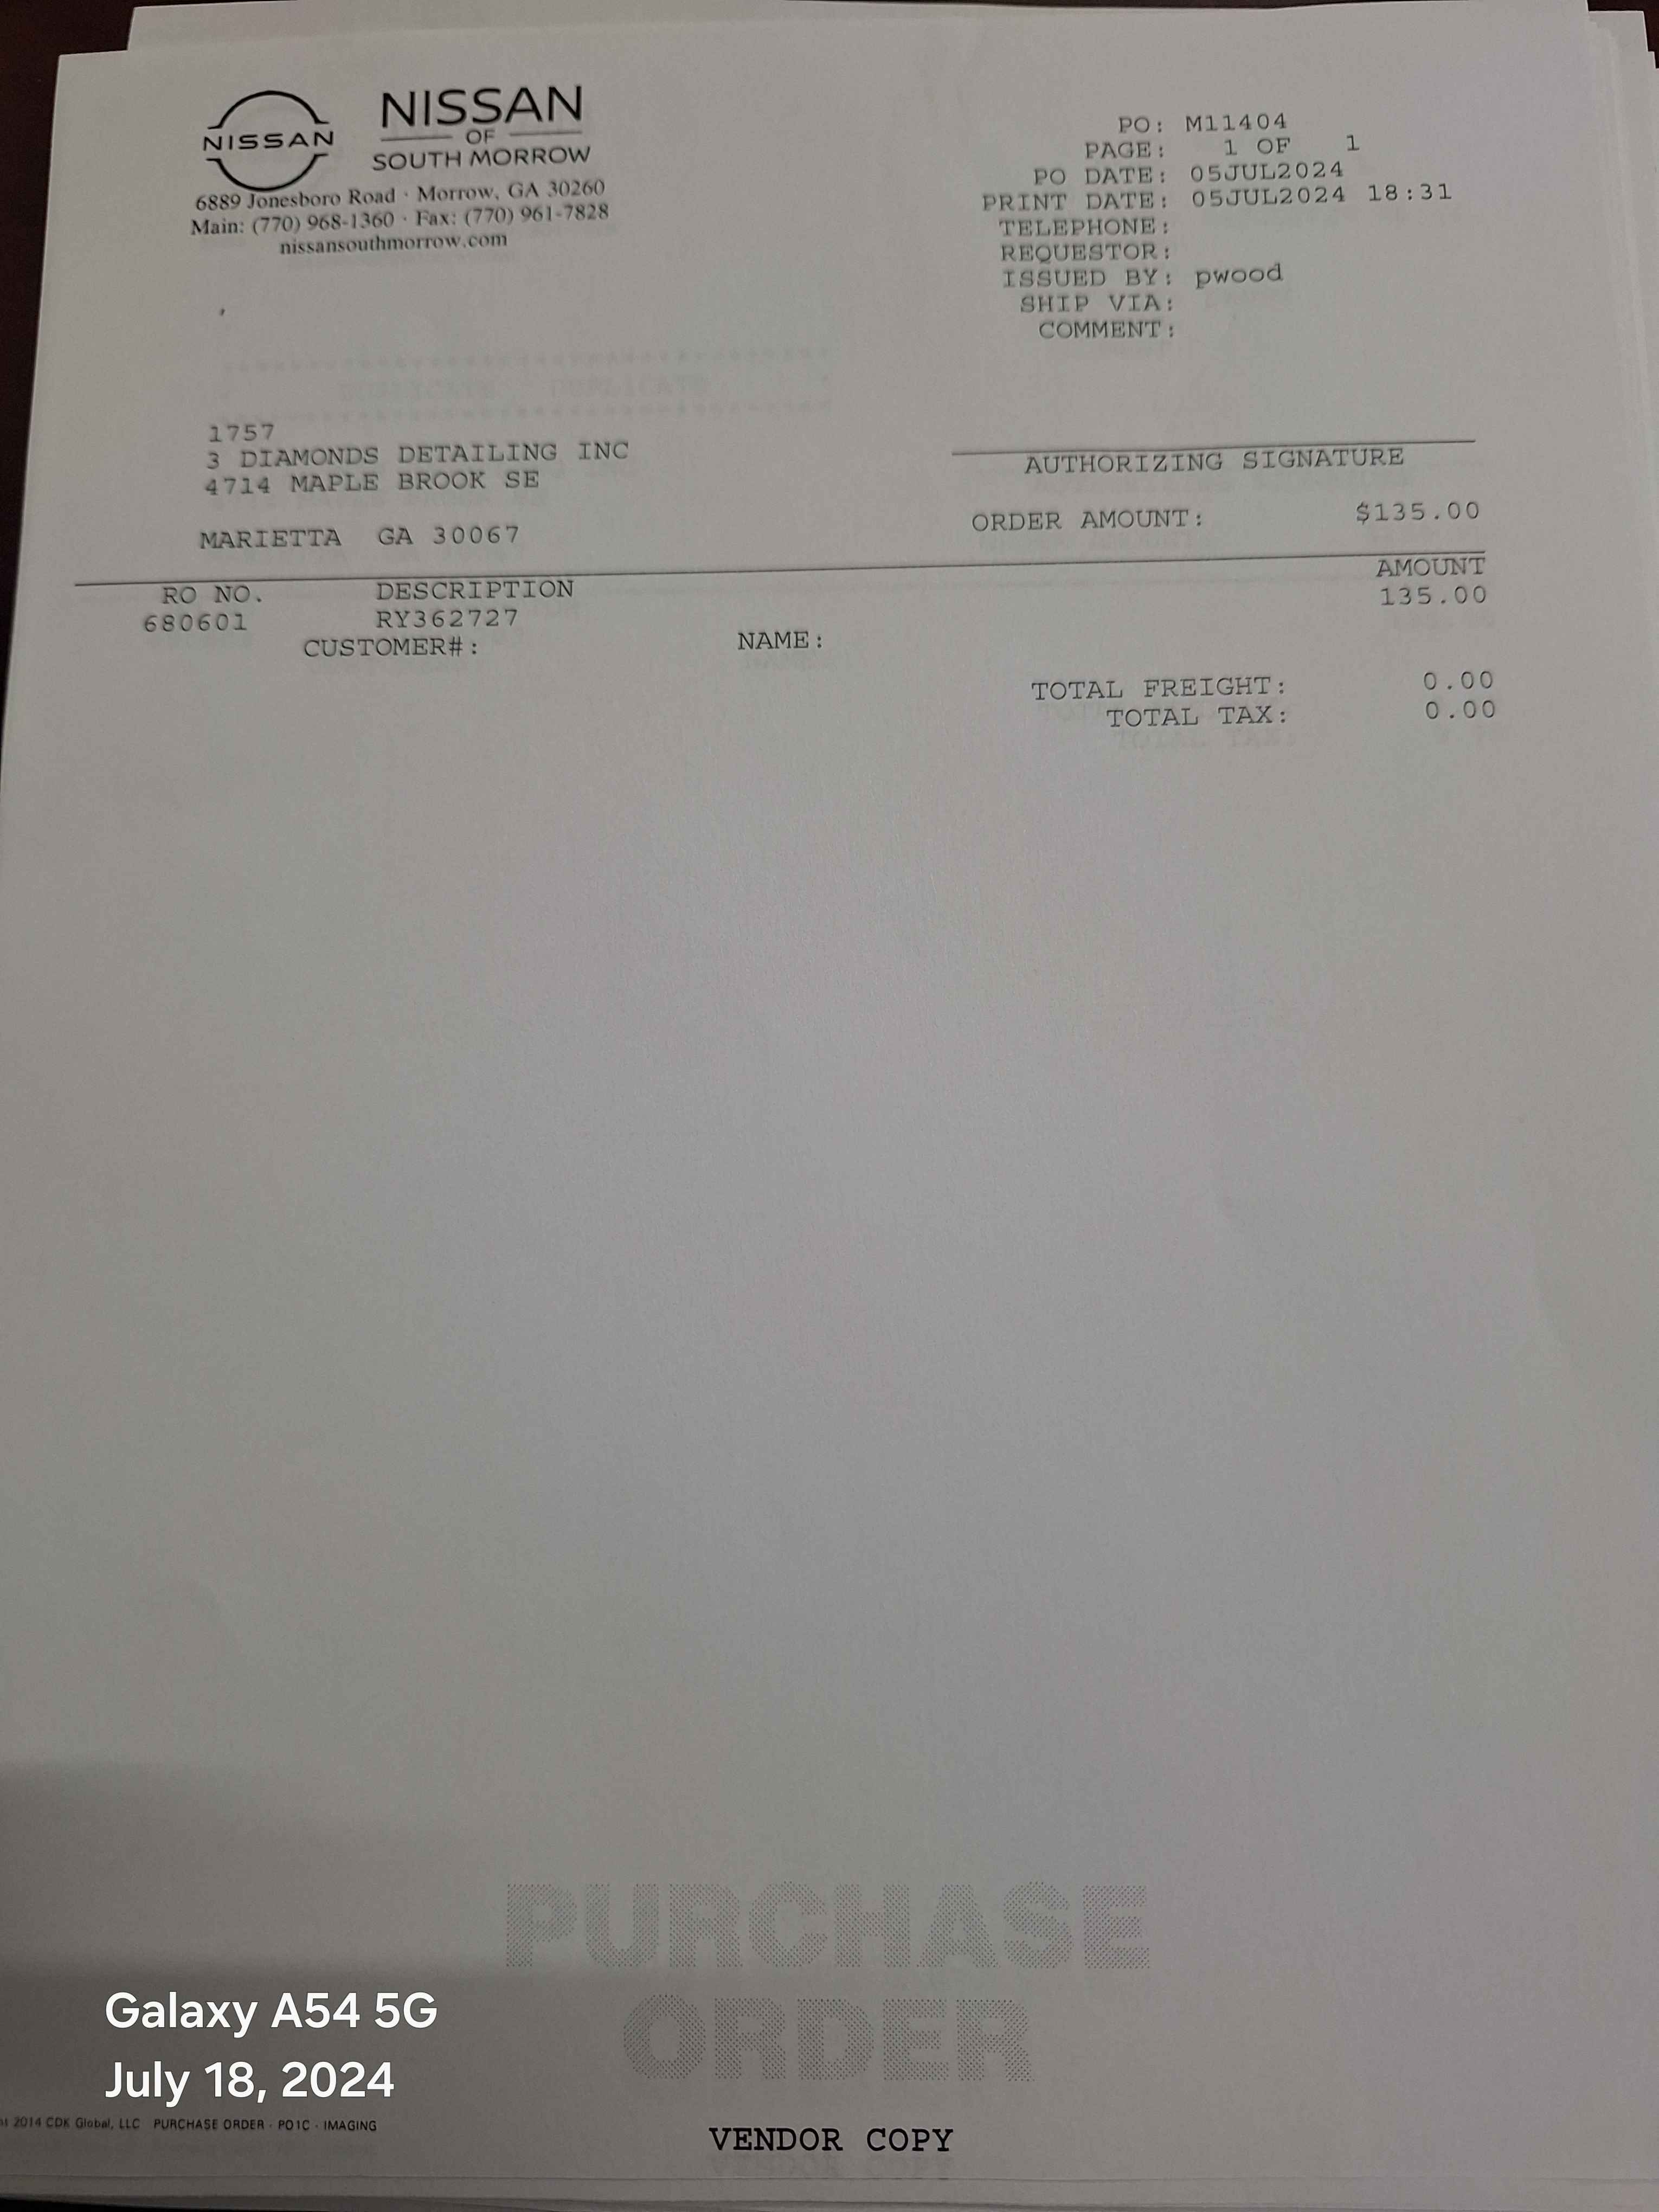 NISSAN
NISSAN
OF
SOUTH MORROW
6889 Jonesboro Road · Morrow, GA 30260
Main: (770) 968-1360 · Fax: (770) 961-7828
nissansouthmorrow.com
PO: M11404
PAGE: 1 OF 1
PO DATE: 05JUL2024
PRINT DATE: 05JUL2024 18:31
TELEPHONE:
REQUESTOR:
ISSUED BY: pwood
SHIP VIA:
COMMENT:
1757
3 DIAMONDS DETAILING INC
4714 MAPLE BROOK SE
MARIETTA GA 30067
AUTHORIZING SIGNATURE
ORDER AMOUNT: $135.00
RO NO. DESCRIPTION AMOUNT
680601 RY362727 135.00
CUSTOMER#: NAME:
TOTAL FREIGHT: 0.00
TOTAL TAX: 0.00
PURCHASE
ORDER
Galaxy A54 5G
July 18, 2024
2014 CDK Global, LLC PURCHASE ORDER - PO1C - IMAGING
VENDOR COPY